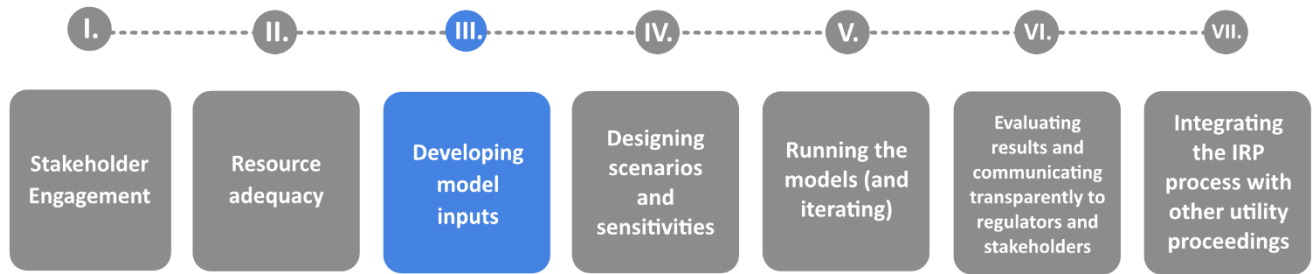 I.
II.
III.
IV.
V.
VI.
VII.
Stakeholder
Engagement
Resource
adequacy
Developing
model
inputs
Designing
scenarios
and
sensitivities
Running the
models (and
iterating)
Evaluating
results and
communicating
transparently to
regulators and
stakeholders
Integrating
the IRP
process with
other utility
proceedings